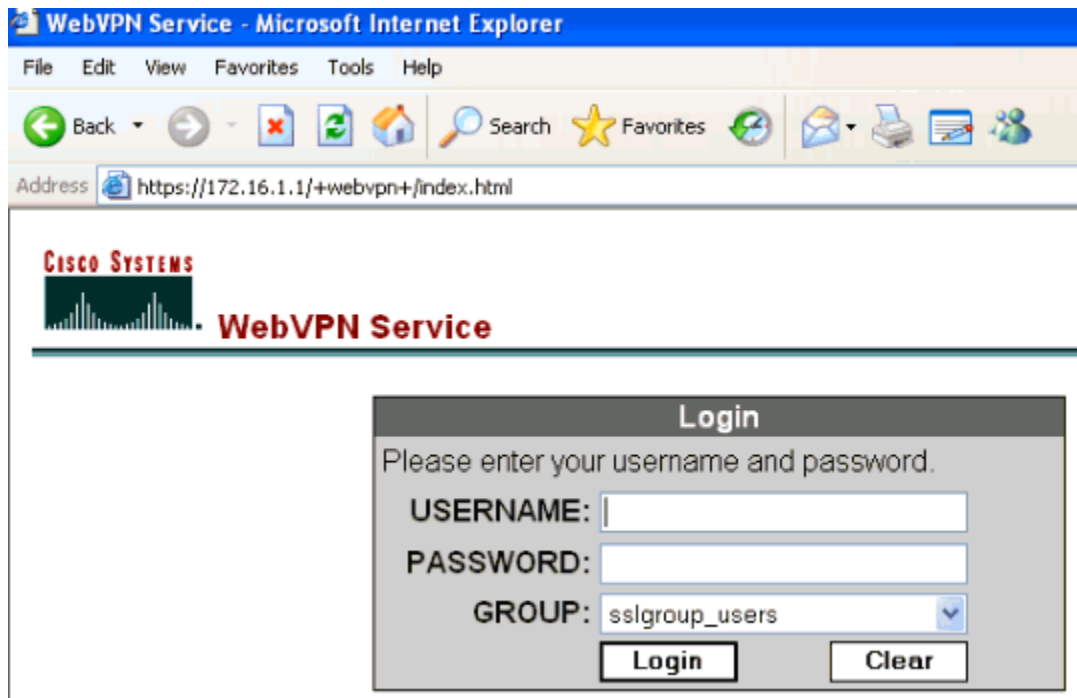 WebVPN Service - Microsoft Internet Explorer
File Edit View Favorites Tools Help
Back Search Favorites
Address https://172.16.1.1/+webvpn+/index.html
CISCO SYSTEMS
WebVPN Service
Login
Please enter your username and password.
USERNAME:
PASSWORD:
GROUP: sslgroup_users
Login Clear